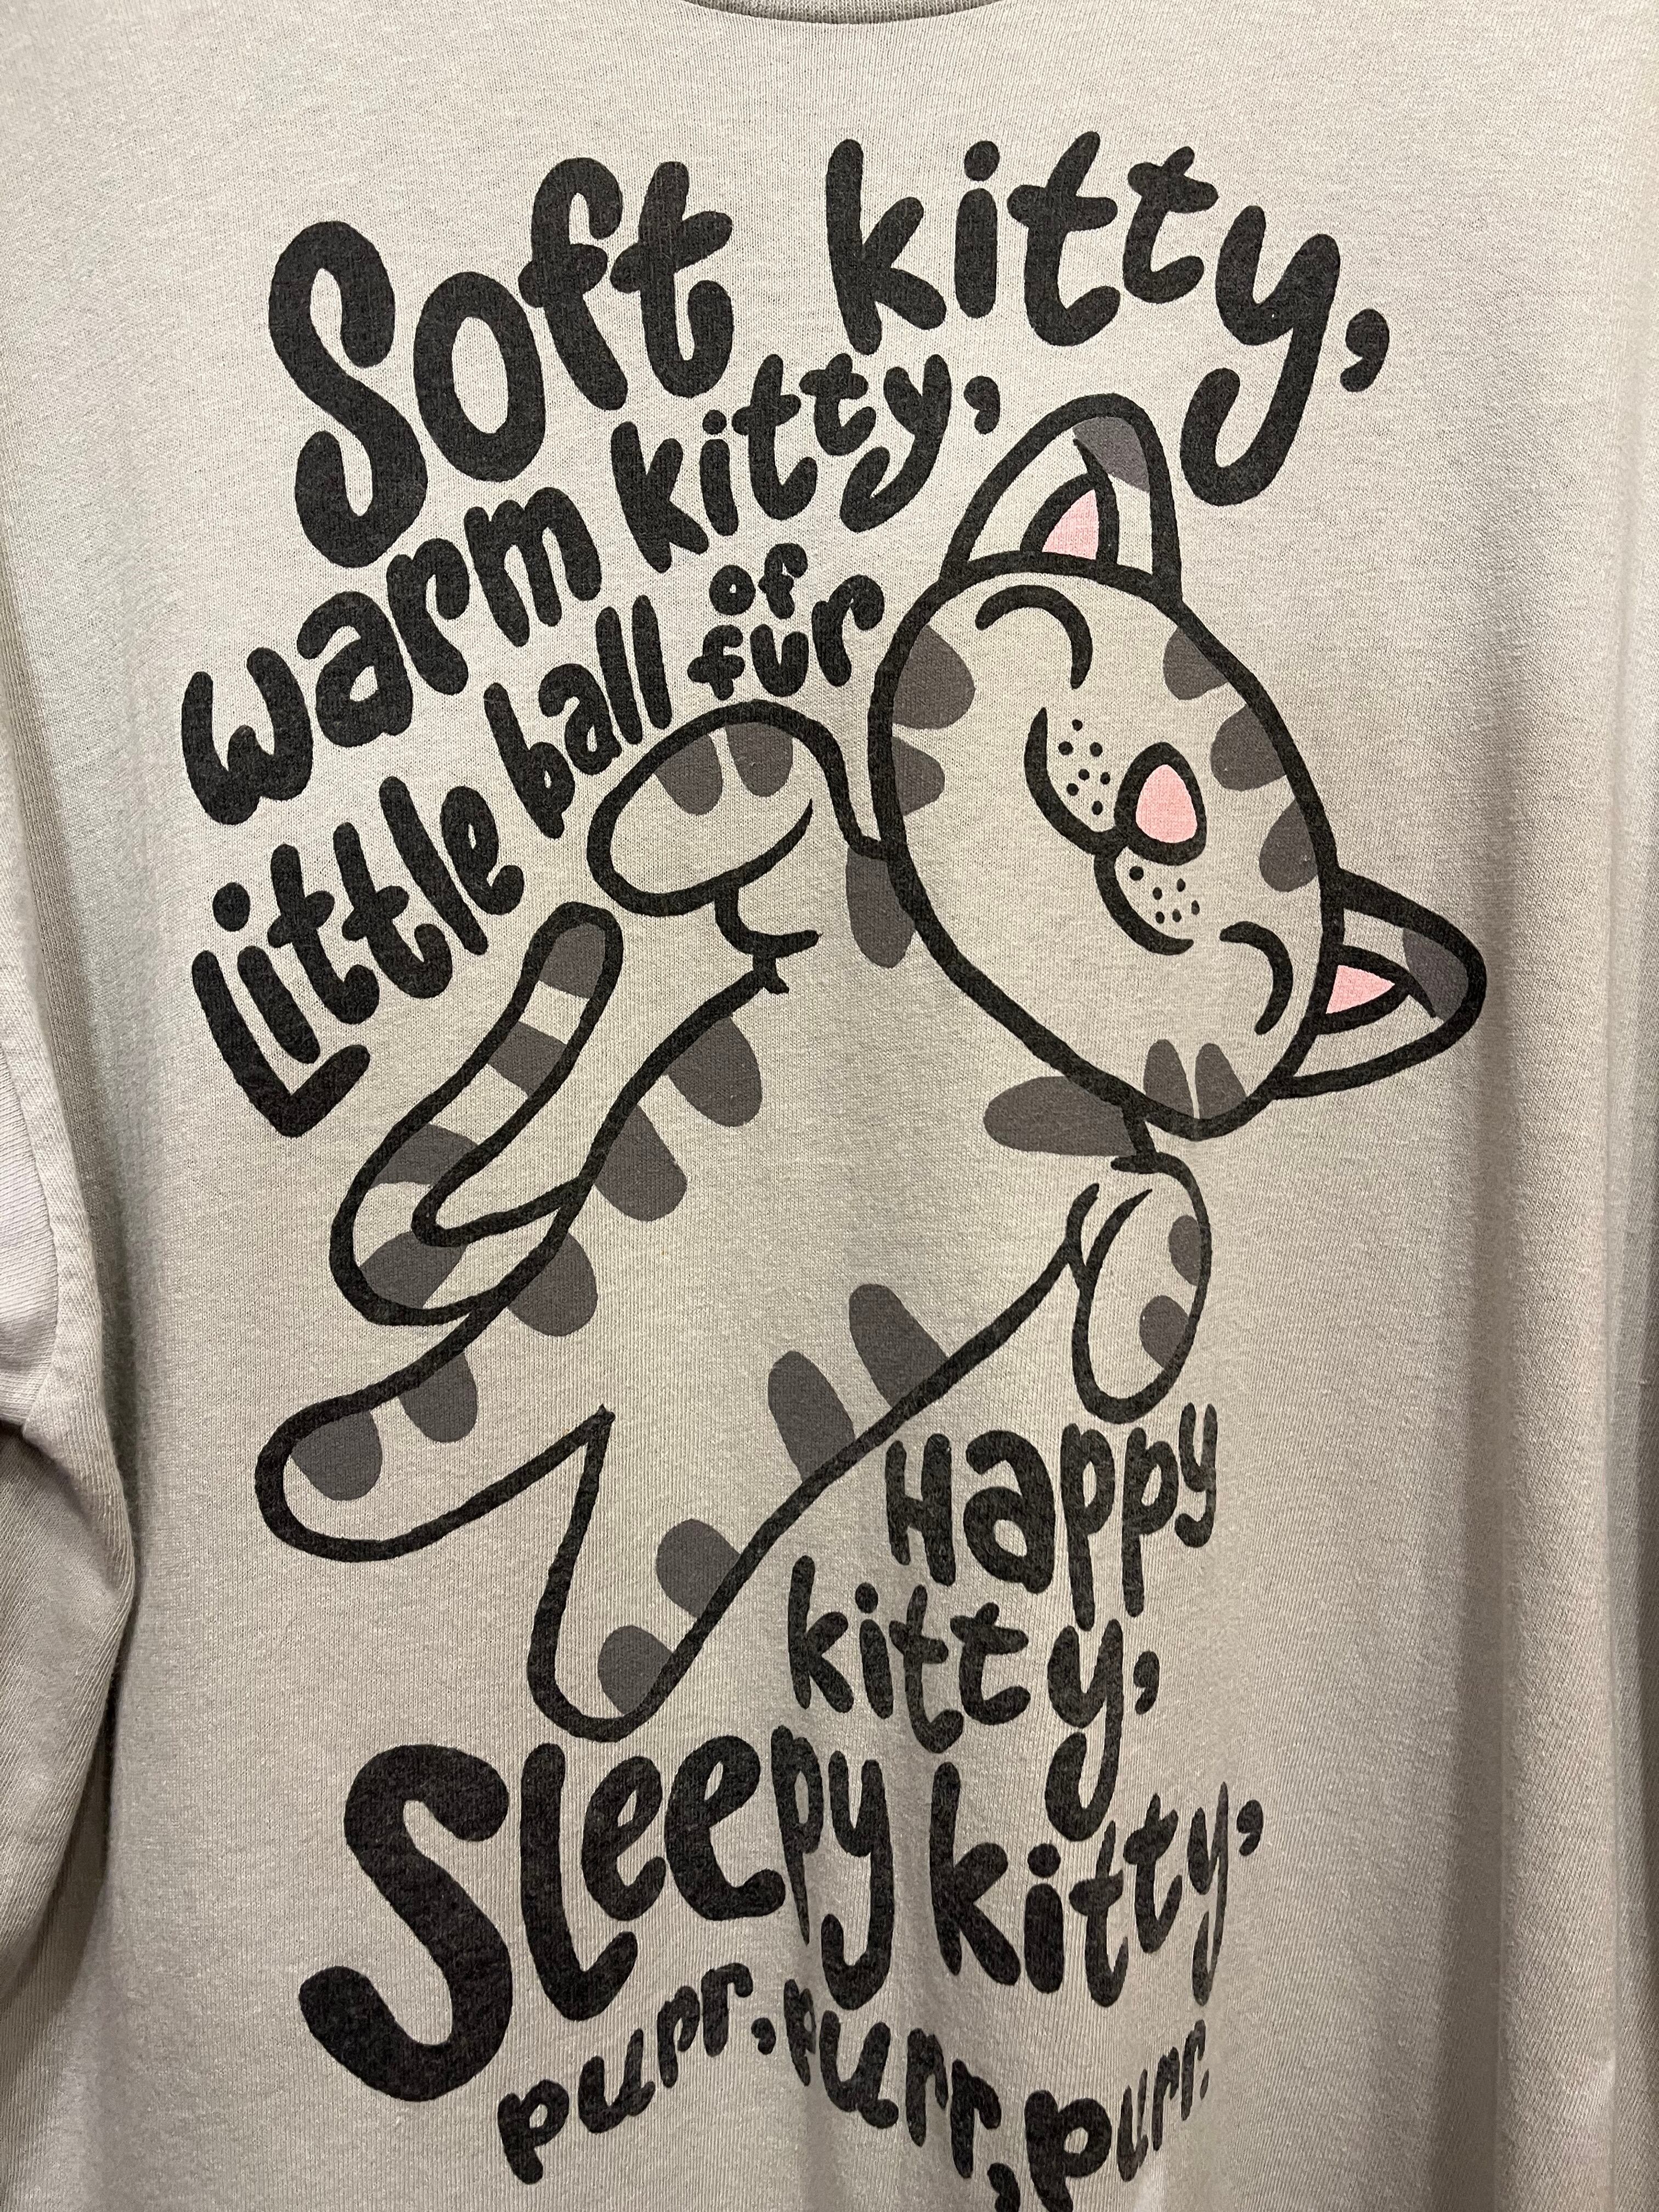 Soft kitty,
warm kitty,
Little ball of fur
Happy
kitty,
Sleepy kitty,
purr, purr, purr.